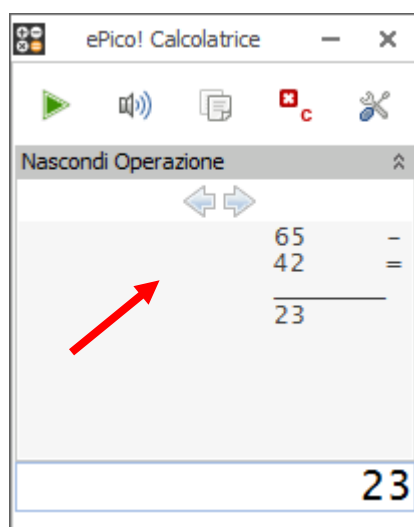 ePico! Calcolatrice
c
Nascondi Operazione
65 -
42 =
23
23